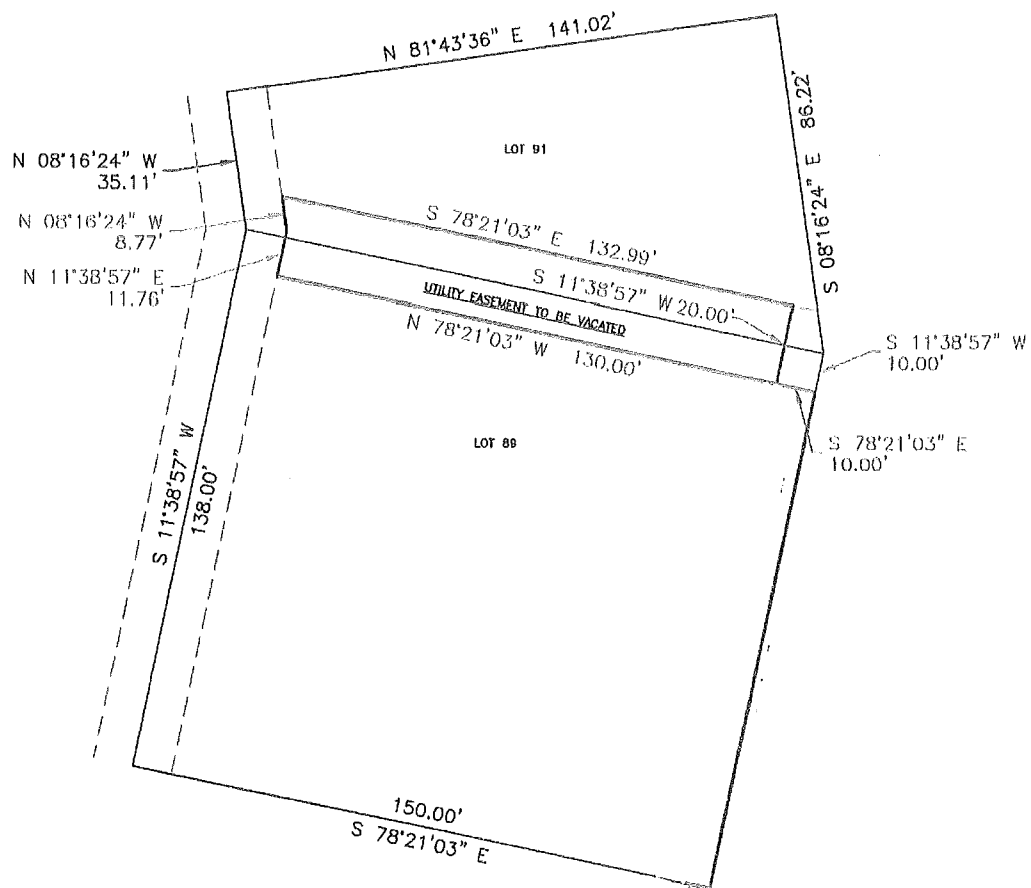 N 81°43'36" E 141.02'
S 08°16'24" E 86.22'
LOT 91
N 08°16'24" W
35.11'
N 08°16'24" W
8.77'
N 11°38'57" E
11.76'
S 78°21'03" E 132.99'
S 11°38'57" W 20.00'
UTILITY EASEMENT TO BE VACATED
N 78°21'03" W 130.00'
S 11°38'57" W
10.00'
S 78°21'03" E
10.00'
LOT 89
S 11°38'57" W
138.00'
150.00'
S 78°21'03" E